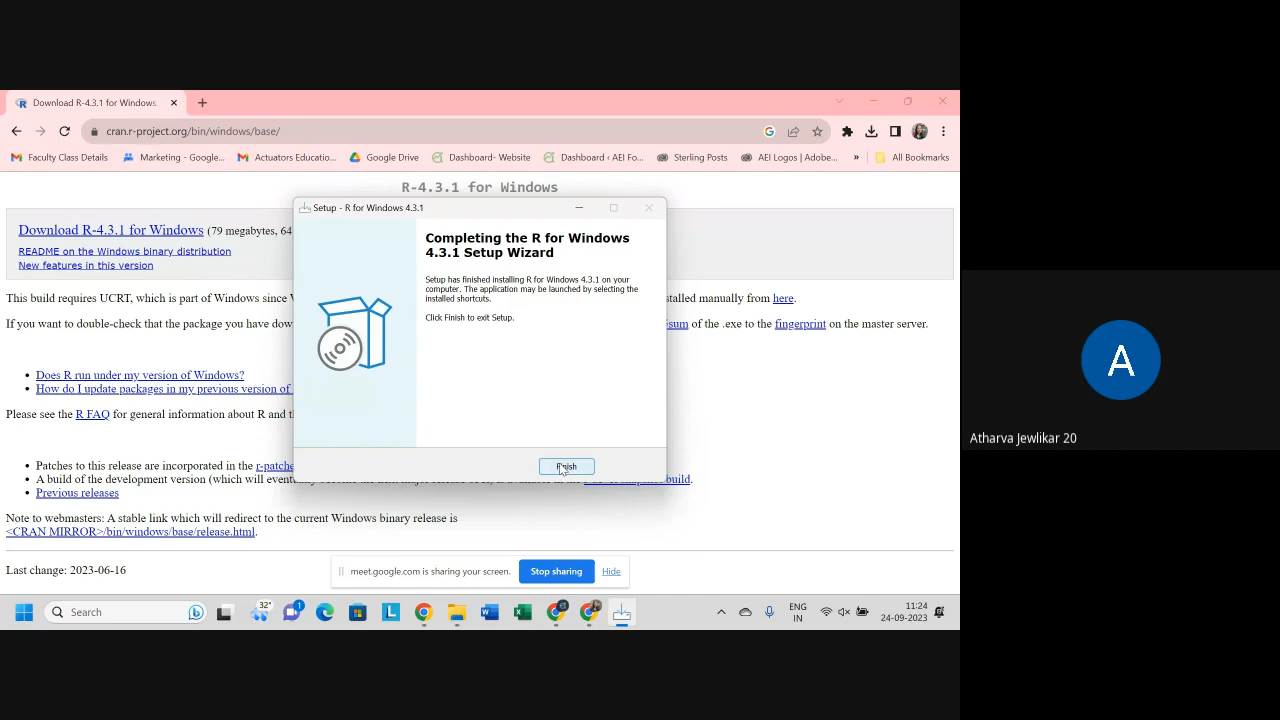 Download R-4.3.1 for Windows.
cran.r-project.org/bin/windows/base/
Faculty Class Details
Marketing - Google...
Actuators Educatio...
Google Drive
Dashboard- Website
Dashboard ‹ AEI Fo...
Sterling Posts
AEI Logos | Adobe...
»
All Bookmarks
R-4.3.1 for Windows
Download R-4.3.1 for Windows (79 megabytes, 64
README on the Windows binary distribution
New features in this version
This build requires UCRT, which is part of Windows since
stalled manually from here.
If you want to double-check that the package you have dow
sum of the .exe to the fingerprint on the master server.
• Does R run under my version of Windows?
• How do I update packages in my previous version of
Please see the R FAQ for general information about R and th
• Patches to this release are incorporated in the r-patche
• A build of the development version (which will event
build.
• Previous releases
Note to webmasters: A stable link which will redirect to the current Windows binary release is
<CRAN MIRROR>/bin/windows/base/release.html.
Last change: 2023-06-16
Setup - R for Windows 4.3.1
Completing the R for Windows
4.3.1 Setup Wizard
Setup has finished installing R for Windows 4.3.1 on your
computer. The application may be launched by selecting the
installed shortcuts.
Click Finish to exit Setup.
Finish
meet.google.com is sharing your screen.
Stop sharing
Hide
Search
32°
1
ENG
IN
11:24
24-09-2023
A
Atharva Jewlikar 20